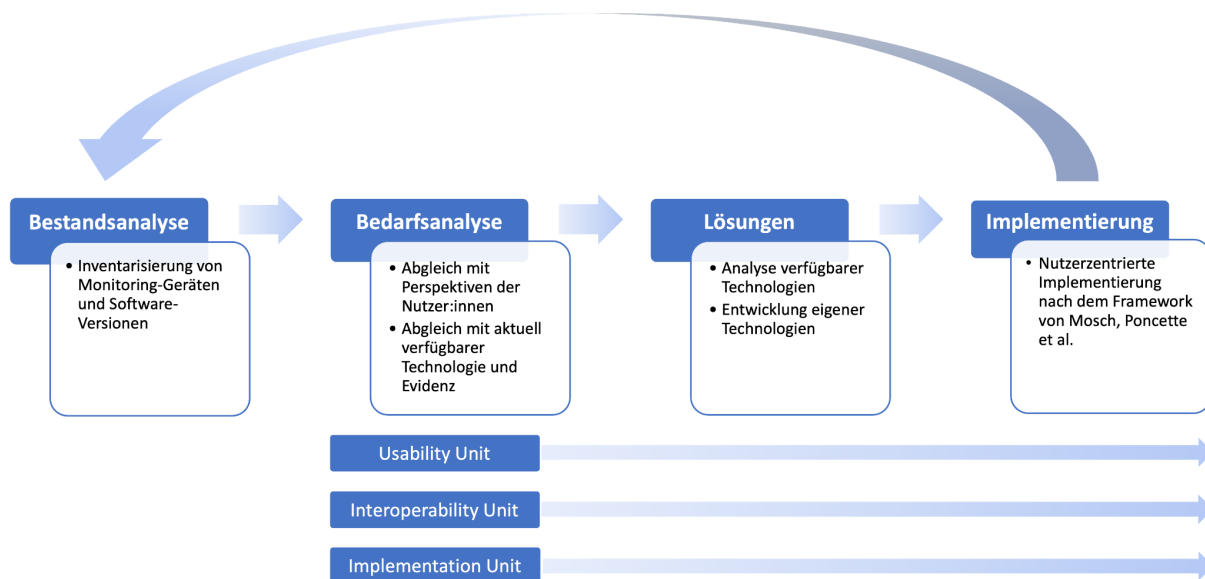 Bestandsanalyse
• Inventarisierung von
Monitoring-Geräten
und Software-
Versionen
Bedarfsanalyse
• Abgleich mit
Perspektiven der
Nutzer:innen
• Abgleich mit aktuell
verfügbarer
Technologie und
Evidenz
Lösungen
• Analyse verfügbarer
Technologien
• Entwicklung eigener
Technologien
Implementierung
• Nutzerzentrierte
Implementierung
nach dem Framework
von Mosch, Poncette
et al.
Usability Unit
Interoperability Unit
Implementation Unit